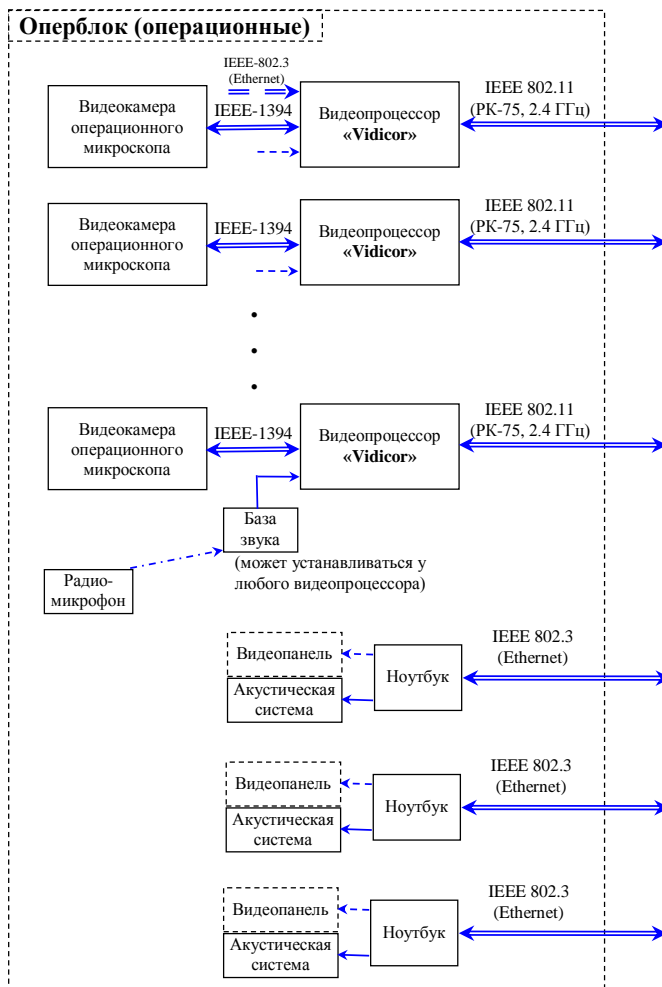 Оперблок (операционные)
IEEE-802.3
(Ethernet)
Видеокамера
операционного
микроскопа
IEEE-1394
Видеопроцессор
«Vidicor»
IEEE 802.11
(РК-75, 2.4 ГГц)
Видеокамера
операционного
микроскопа
IEEE-1394
Видеопроцессор
«Vidicor»
IEEE 802.11
(РК-75, 2.4 ГГц)
Видеокамера
операционного
микроскопа
IEEE-1394
Видеопроцессор
«Vidicor»
IEEE 802.11
(РК-75, 2.4 ГГц)
База
звука
(может устанавливаться у
любого видеопроцессора)
Радио-
микрофон
Видеопанель
Акустическая
система
Ноутбук
IEEE 802.3
(Ethernet)
Видеопанель
Акустическая
система
Ноутбук
IEEE 802.3
(Ethernet)
Видеопанель
Акустическая
система
Ноутбук
IEEE 802.3
(Ethernet)